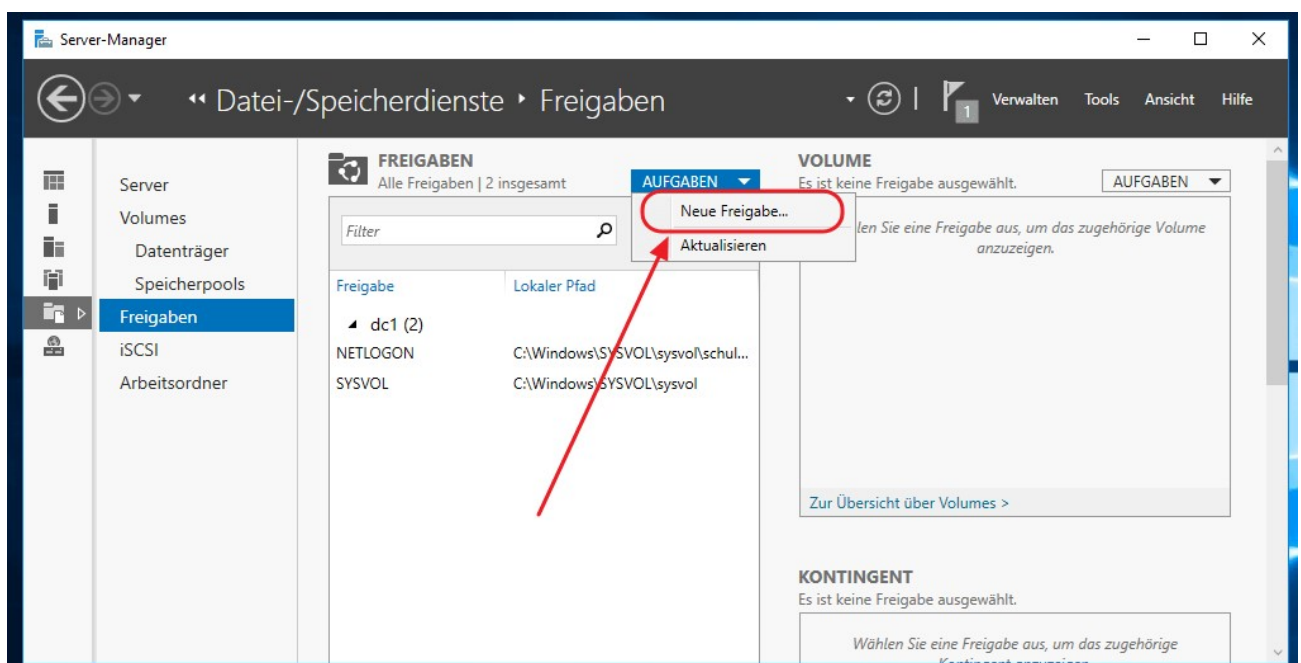 Server-Manager
Datei-/Speicherdienste ‣ Freigaben
1
Verwalten Tools Ansicht Hilfe
Server
Volumes
Datenträger
Speicherpools
Freigaben
iSCSI
Arbeitsordner
FREIGABEN
Alle Freigaben | 2 insgesamt
AUFGABEN
Neue Freigabe...
Aktualisieren
Filter
Freigabe Lokaler Pfad
dc1 (2)
NETLOGON C:\Windows\SYSVOL\sysvol\schul...
SYSVOL C:\Windows\SYSVOL\sysvol
VOLUME
Es ist keine Freigabe ausgewählt.
AUFGABEN
len Sie eine Freigabe aus, um das zugehörige Volume
anzuzeigen.
Zur Übersicht über Volumes >
KONTINGENT
Es ist keine Freigabe ausgewählt.
Wählen Sie eine Freigabe aus, um das zugehörige